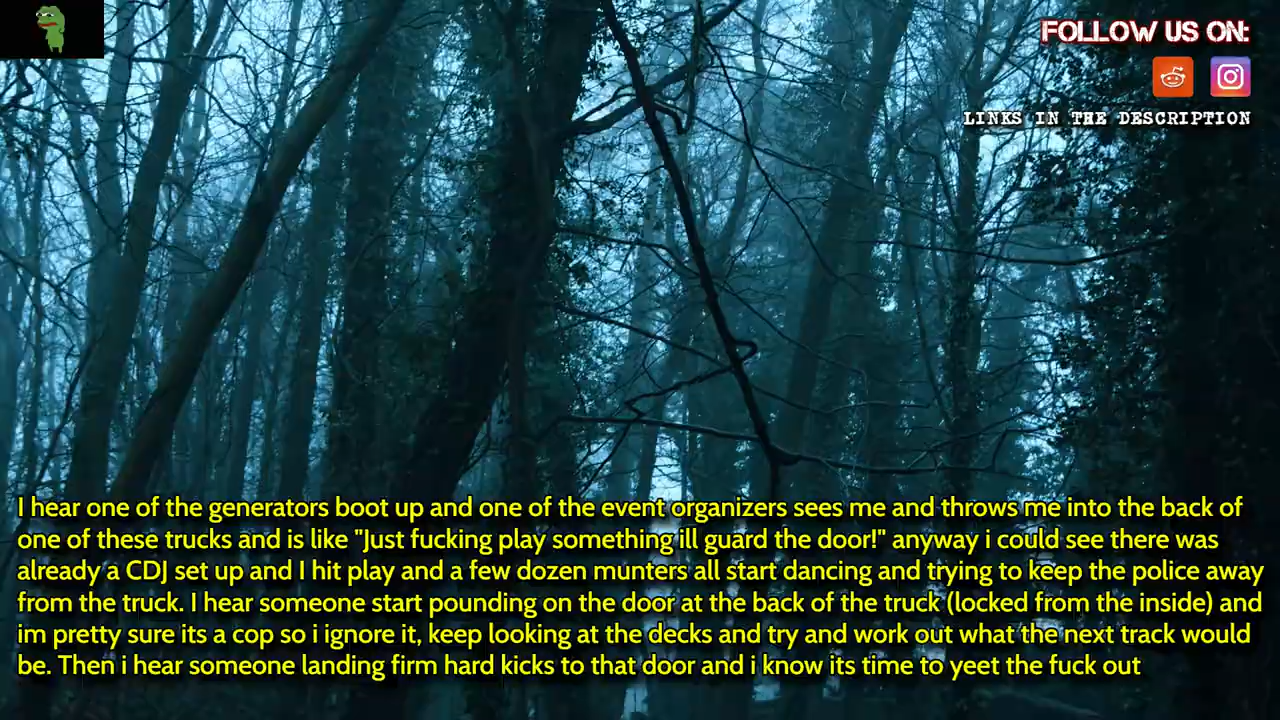 FOLLOW US ON:
LINKS IN THE DESCRIPTION
I hear one of the generators boot up and one of the event organizers sees me and throws me into the back of
one of these trucks and is like "Just fucking play something ill guard the door!" anyway i could see there was
already a CDJ set up and I hit play and a few dozen munters all start dancing and trying to keep the police away
from the truck. I hear someone start pounding on the door at the back of the truck (locked from the inside) and
im pretty sure its a cop so i ignore it, keep looking at the decks and try and work out what the next track would
be. Then i hear someone landing firm hard kicks to that door and i know its time to yeet the fuck out